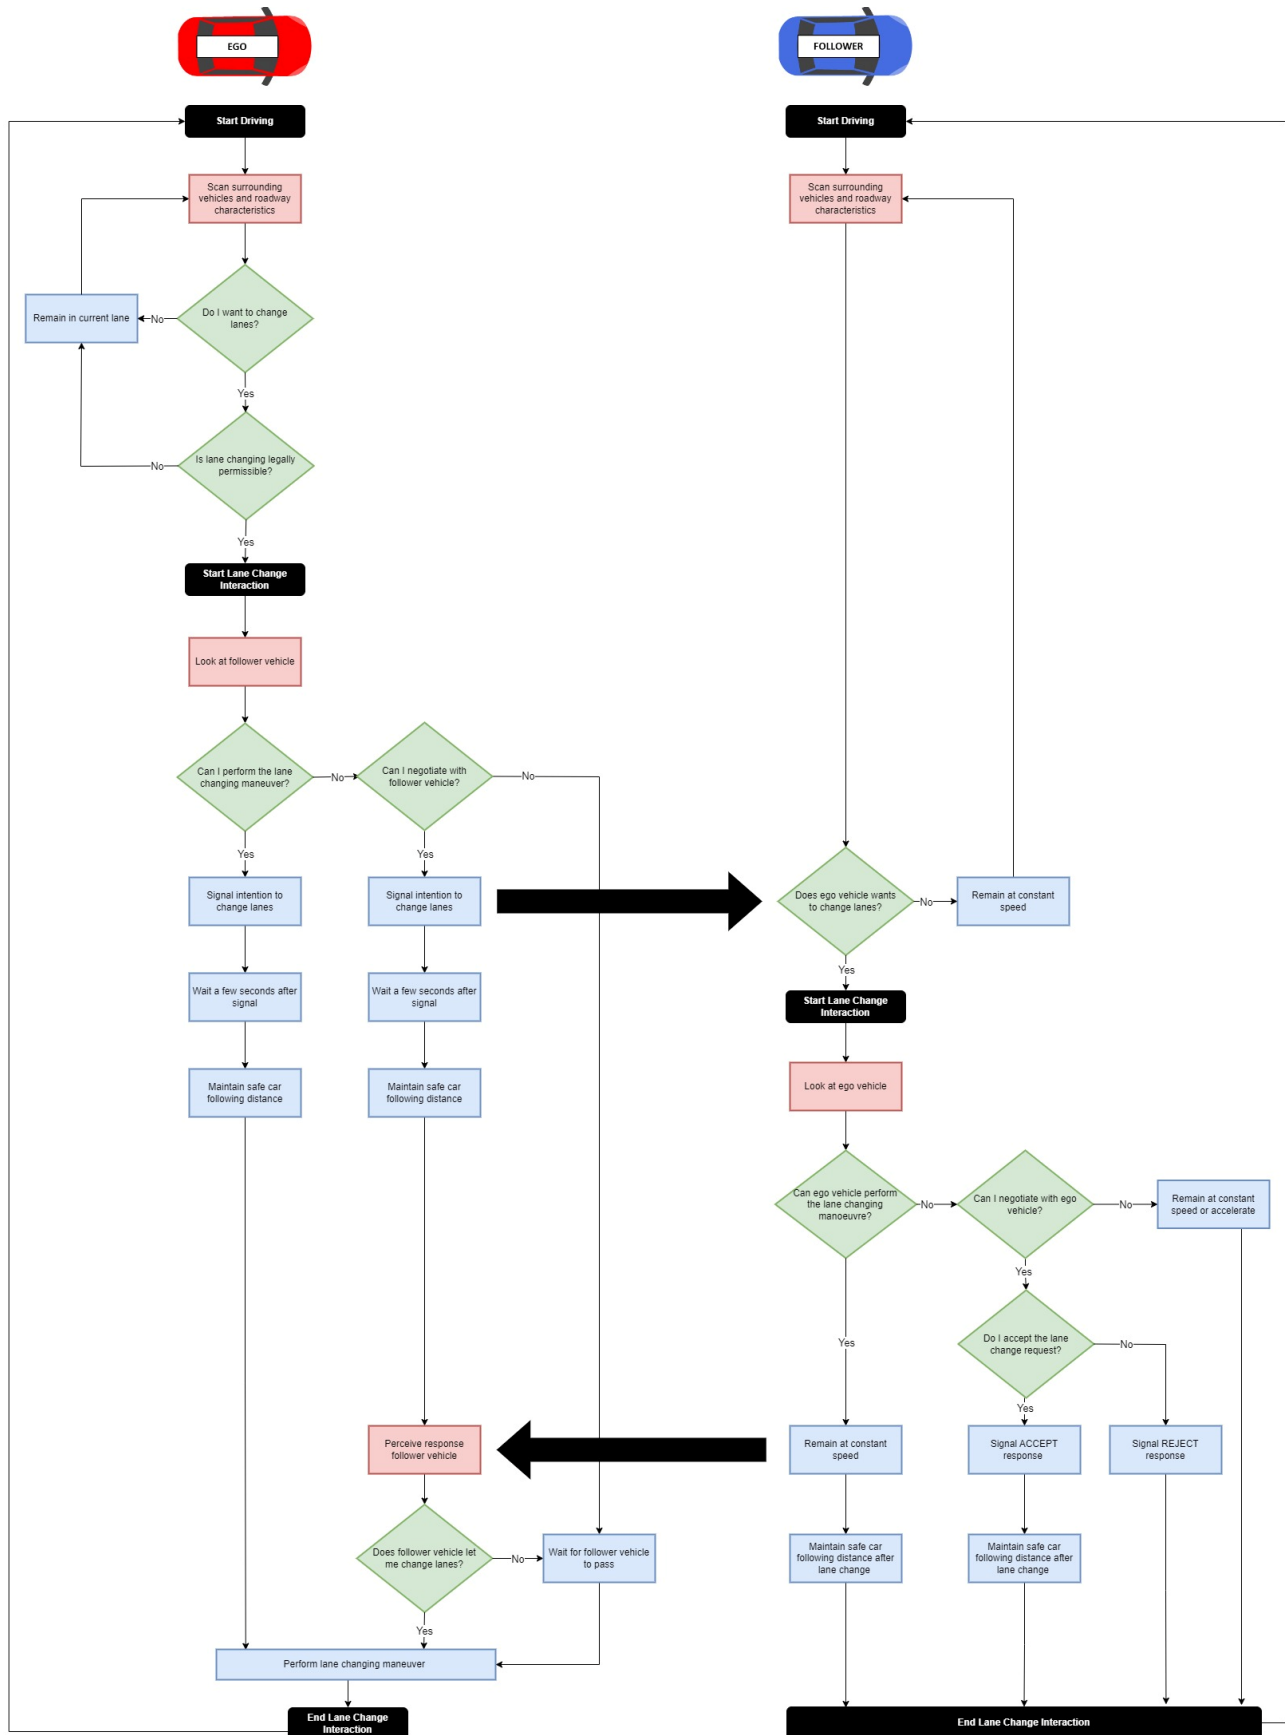 EGO
FOLLOWER
Start Driving
Start Driving
Scan surrounding
vehicles and roadway
characteristics
Scan surrounding
vehicles and roadway
characteristics
Do I want to change
lanes?
No
Remain in current lane
Yes
Is lane changing legally
permissible?
No
Yes
Start Lane Change
Interaction
Look at follower vehicle
Can I perform the lane
changing maneuver?
No
Can I negotiate with
follower vehicle?
No
Yes
Yes
Signal intention to
change lanes
Signal intention to
change lanes
Does ego vehicle wants
to change lanes?
No
Remain at constant
speed
Yes
Wait a few seconds after
signal
Wait a few seconds after
signal
Start Lane Change
Interaction
Maintain safe car
following distance
Maintain safe car
following distance
Look at ego vehicle
Can ego vehicle perform
the lane changing
manoeuvre?
No
Can I negotiate with ego
vehicle?
No
Remain at constant
speed or accelerate
Yes
Yes
Do I accept the lane
change request?
No
Yes
Perceive response
follower vehicle
Remain at constant
speed
Signal ACCEPT
response
Signal REJECT
response
Does follower vehicle let
me change lanes?
No
Wait for follower vehicle
to pass
Maintain safe car
following distance after
lane change
Maintain safe car
following distance after
lane change
Yes
Perform lane changing maneuver
End Lane Change
Interaction
End Lane Change Interaction